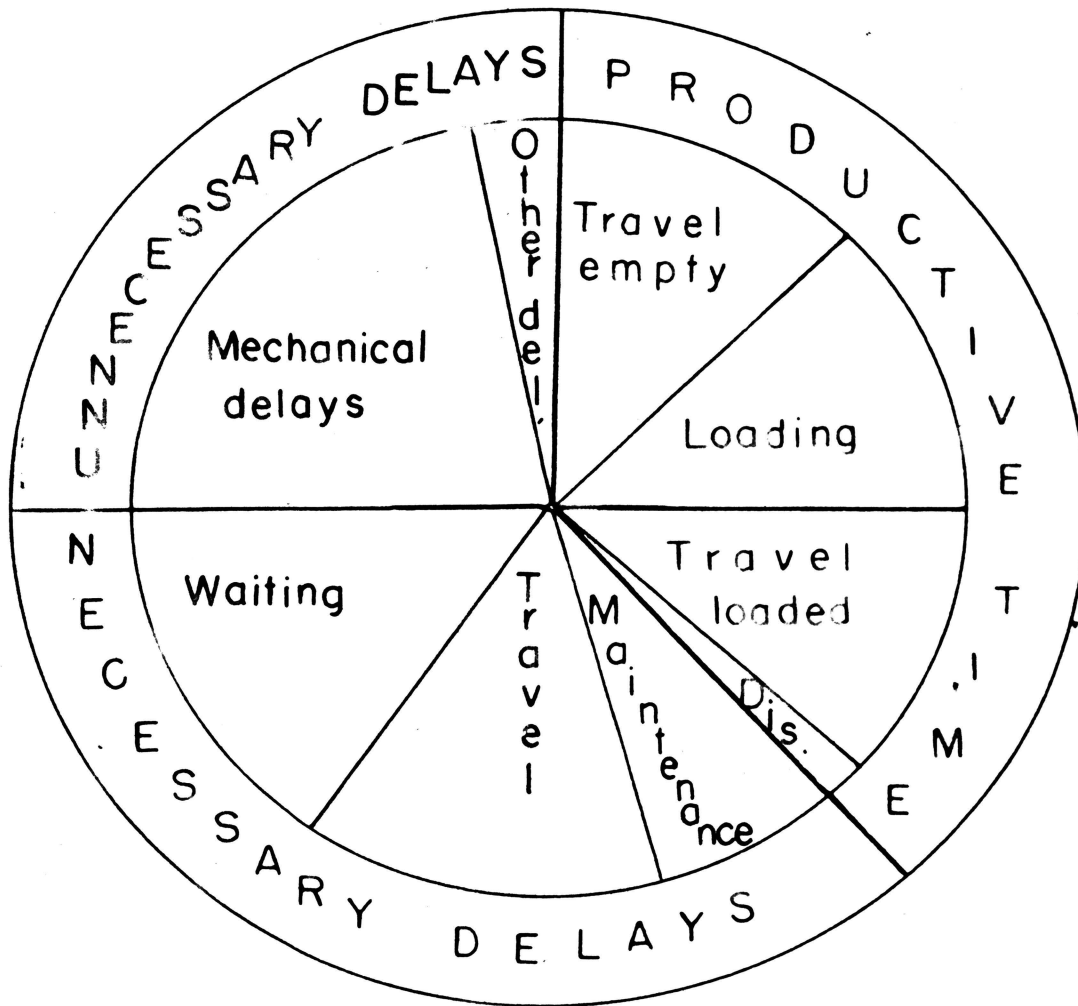 UNNECESSARY DELAYS
PRODUCTIVE TIME
NECESSARY DELAYS
Other del.
Travel
empty
Mechanical
delays
Loading
Waiting
Travel
Maintenance
Dis.
Travel
loaded